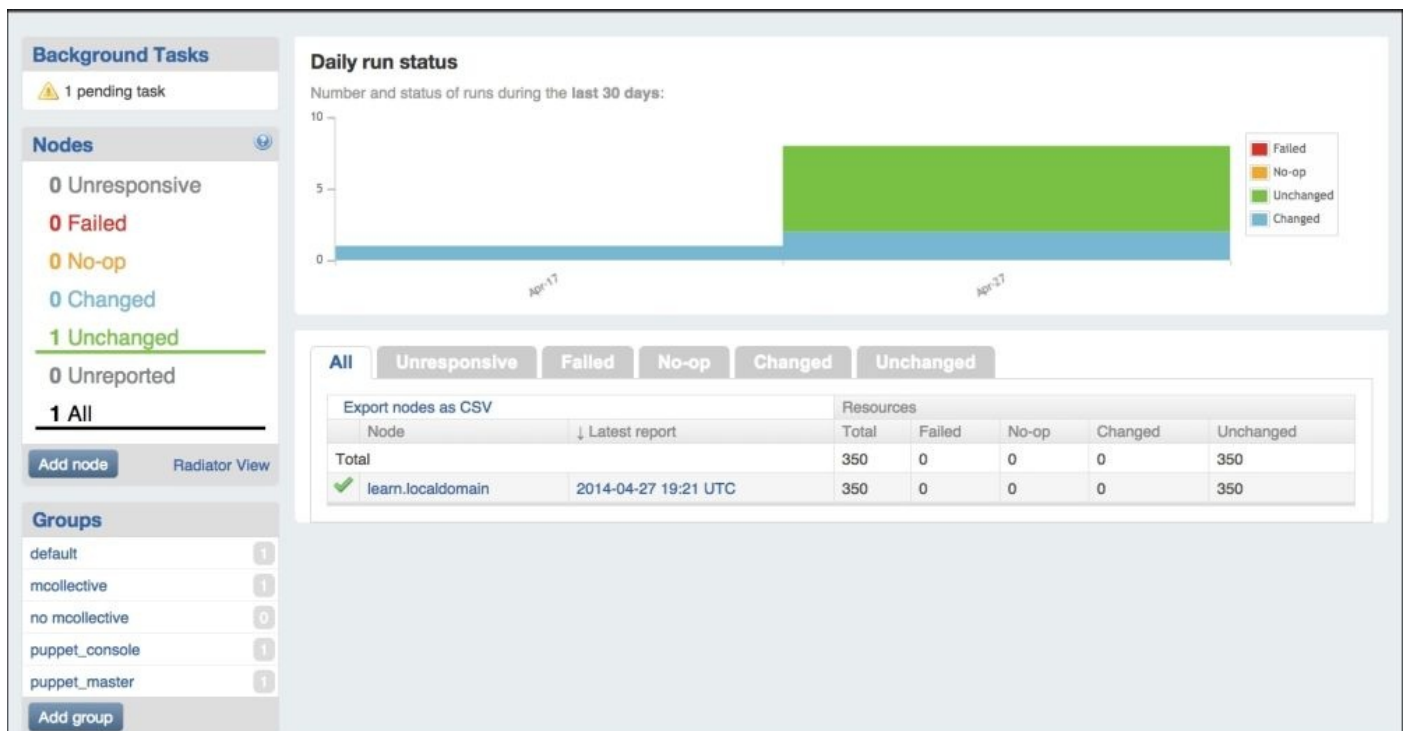 Background Tasks
1 pending task
Nodes
0 Unresponsive
0 Failed
0 No-op
0 Changed
1 Unchanged
0 Unreported
1 All
Add node Radiator View
Groups
default 1
mcollective 1
no mcollective 0
puppet_console 1
puppet_master 1
Add group
Daily run status
Number and status of runs during the last 30 days:
10
5
0
Apr-17 Apr-27
Failed
No-op
Unchanged
Changed
All Unresponsive Failed No-op Changed Unchanged
Export nodes as CSV Resources
Node ↓ Latest report Total Failed No-op Changed Unchanged
Total 350 0 0 0 350
learn.localdomain 2014-04-27 19:21 UTC 350 0 0 0 350